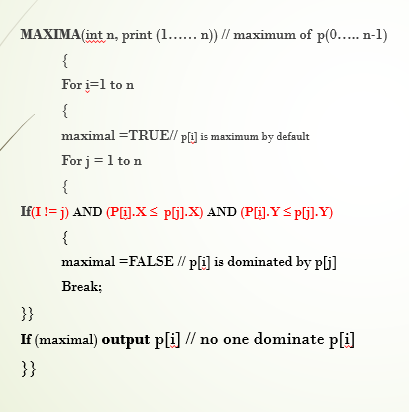 MAXIMA(int n, print (1…… n)) // maximum of p(0….. n-1)
{
For i=1 to n
{
maximal =TRUE// p[i] is maximum by default
For j = 1 to n
{
If(I != j) AND (P[i].X ≤ p[j].X) AND (P[i].Y ≤ p[j].Y)
{
maximal =FALSE // p[i] is dominated by p[j]
Break;
}}
If (maximal) output p[i] // no one dominate p[i]
}}